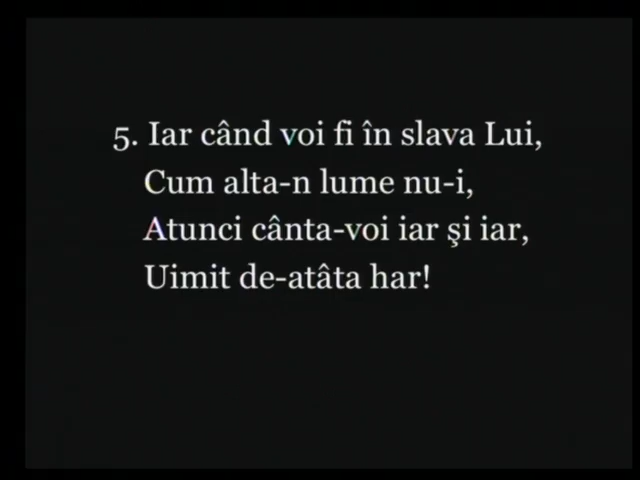 5. Iar când voi fi în slava Lui,
Cum alta-n lume nu-i,
Atunci cânta-voi iar şi iar,
Uimit de-atâta har!